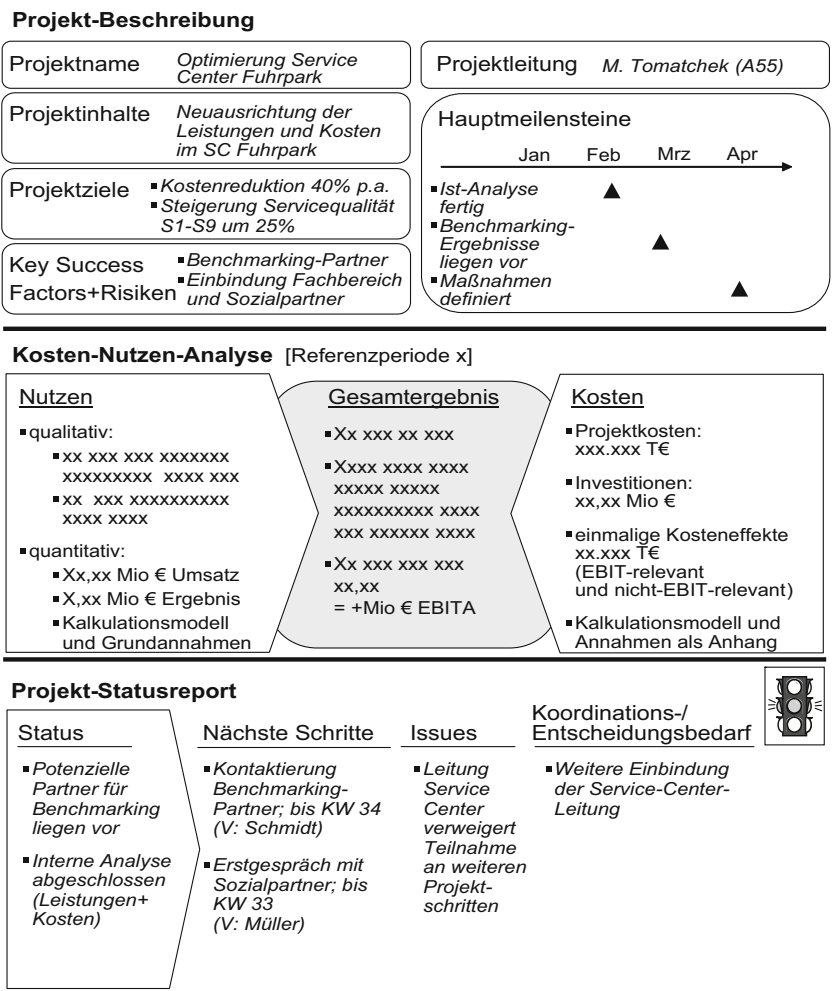 Projekt-Beschreibung
Projektname
Optimierung Service
Center Fuhrpark
Projektinhalte
Neuausrichtung der
Leistungen und Kosten
im SC Fuhrpark
Projektziele
▪Kostenreduktion 40% p.a.
▪Steigerung Servicequalität
S1-S9 um 25%
Key Success
Factors+Risiken
▪Benchmarking-Partner
▪Einbindung Fachbereich
und Sozialpartner
Projektleitung M. Tomatchek (A55)
Hauptmeilensteine
Jan Feb Mrz Apr
▪Ist-Analyse
fertig
▪Benchmarking-
Ergebnisse
liegen vor
▪Maßnahmen
definiert
Kosten-Nutzen-Analyse [Referenzperiode x]
Nutzen
▪qualitativ:
▪xx xxx xxx xxxxxxx
xxxxxxxxx xxxx xxx
▪xx xxx xxxxxxxxxx
xxxx xxxx
▪quantitativ:
▪Xx,xx Mio € Umsatz
▪X,xx Mio € Ergebnis
▪Kalkulationsmodell
und Grundannahmen
Gesamtergebnis
▪Xx xxx xx xxx
▪Xxxx xxxx xxxx
xxxxx xxxxx
xxxxxxxxxx xxxx
xxx xxxxxx xxxx
▪Xx xxx xxx xxx
xx,xx
= +Mio € EBITA
Kosten
▪Projektkosten:
xxx.xxx T€
▪Investitionen:
xx,xx Mio €
▪einmalige Kosteneffekte
xx.xxx T€
(EBIT-relevant
und nicht-EBIT-relevant)
▪Kalkulationsmodell und
Annahmen als Anhang
Projekt-Statusreport
Status
▪Potenzielle
Partner für
Benchmarking
liegen vor
▪Interne Analyse
abgeschlossen
(Leistungen+
Kosten)
Nächste Schritte
▪Kontaktierung
Benchmarking-
Partner; bis KW 34
(V: Schmidt)
▪Erstgespräch mit
Sozialpartner; bis
KW 33
(V: Müller)
Issues
▪Leitung
Service
Center
verweigert
Teilnahme
an weiteren
Projekt-
schritten
Koordinations-/
Entscheidungsbedarf
▪Weitere Einbindung
der Service-Center-
Leitung